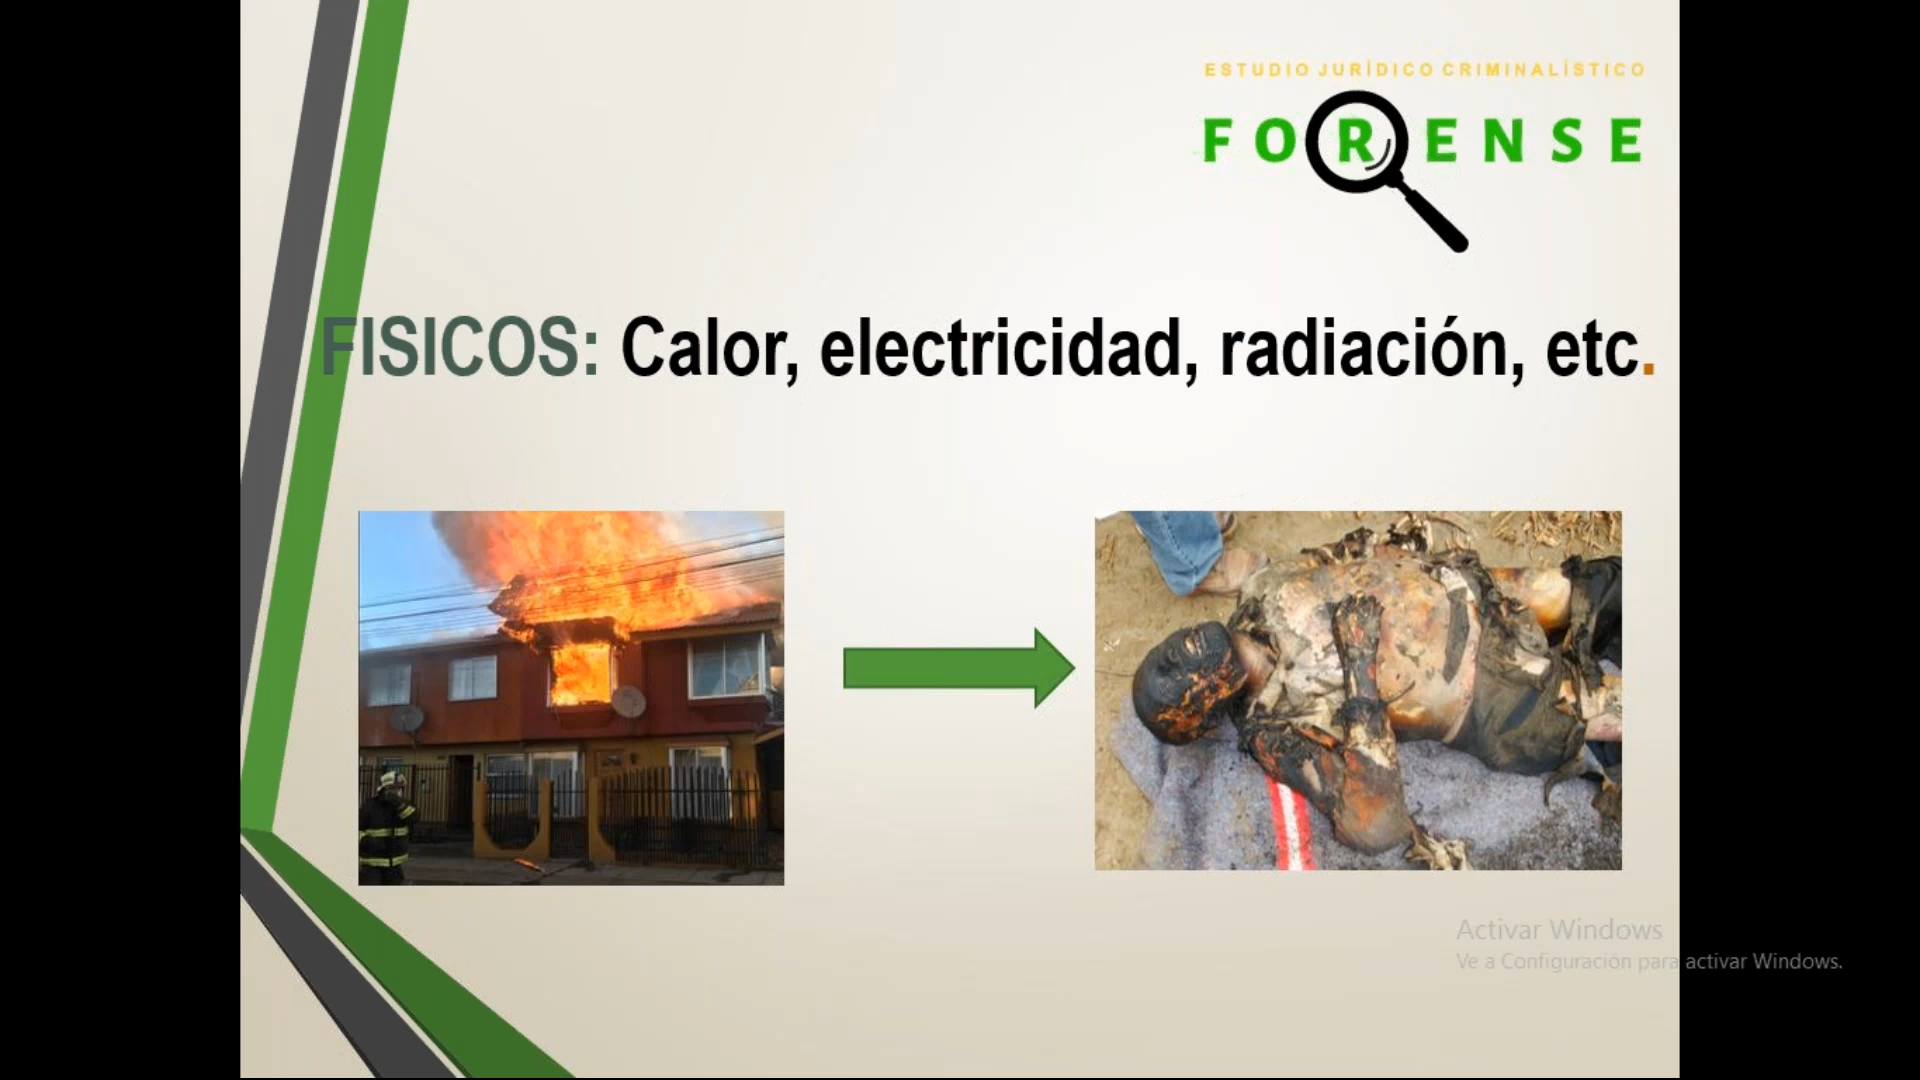 ESTUDIO JURÍDICO CRIMINALÍSTICO
FORENSE
FISICOS: Calor, electricidad, radiación, etc.
Activar Windows
Ve a Configuración para activar Windows.